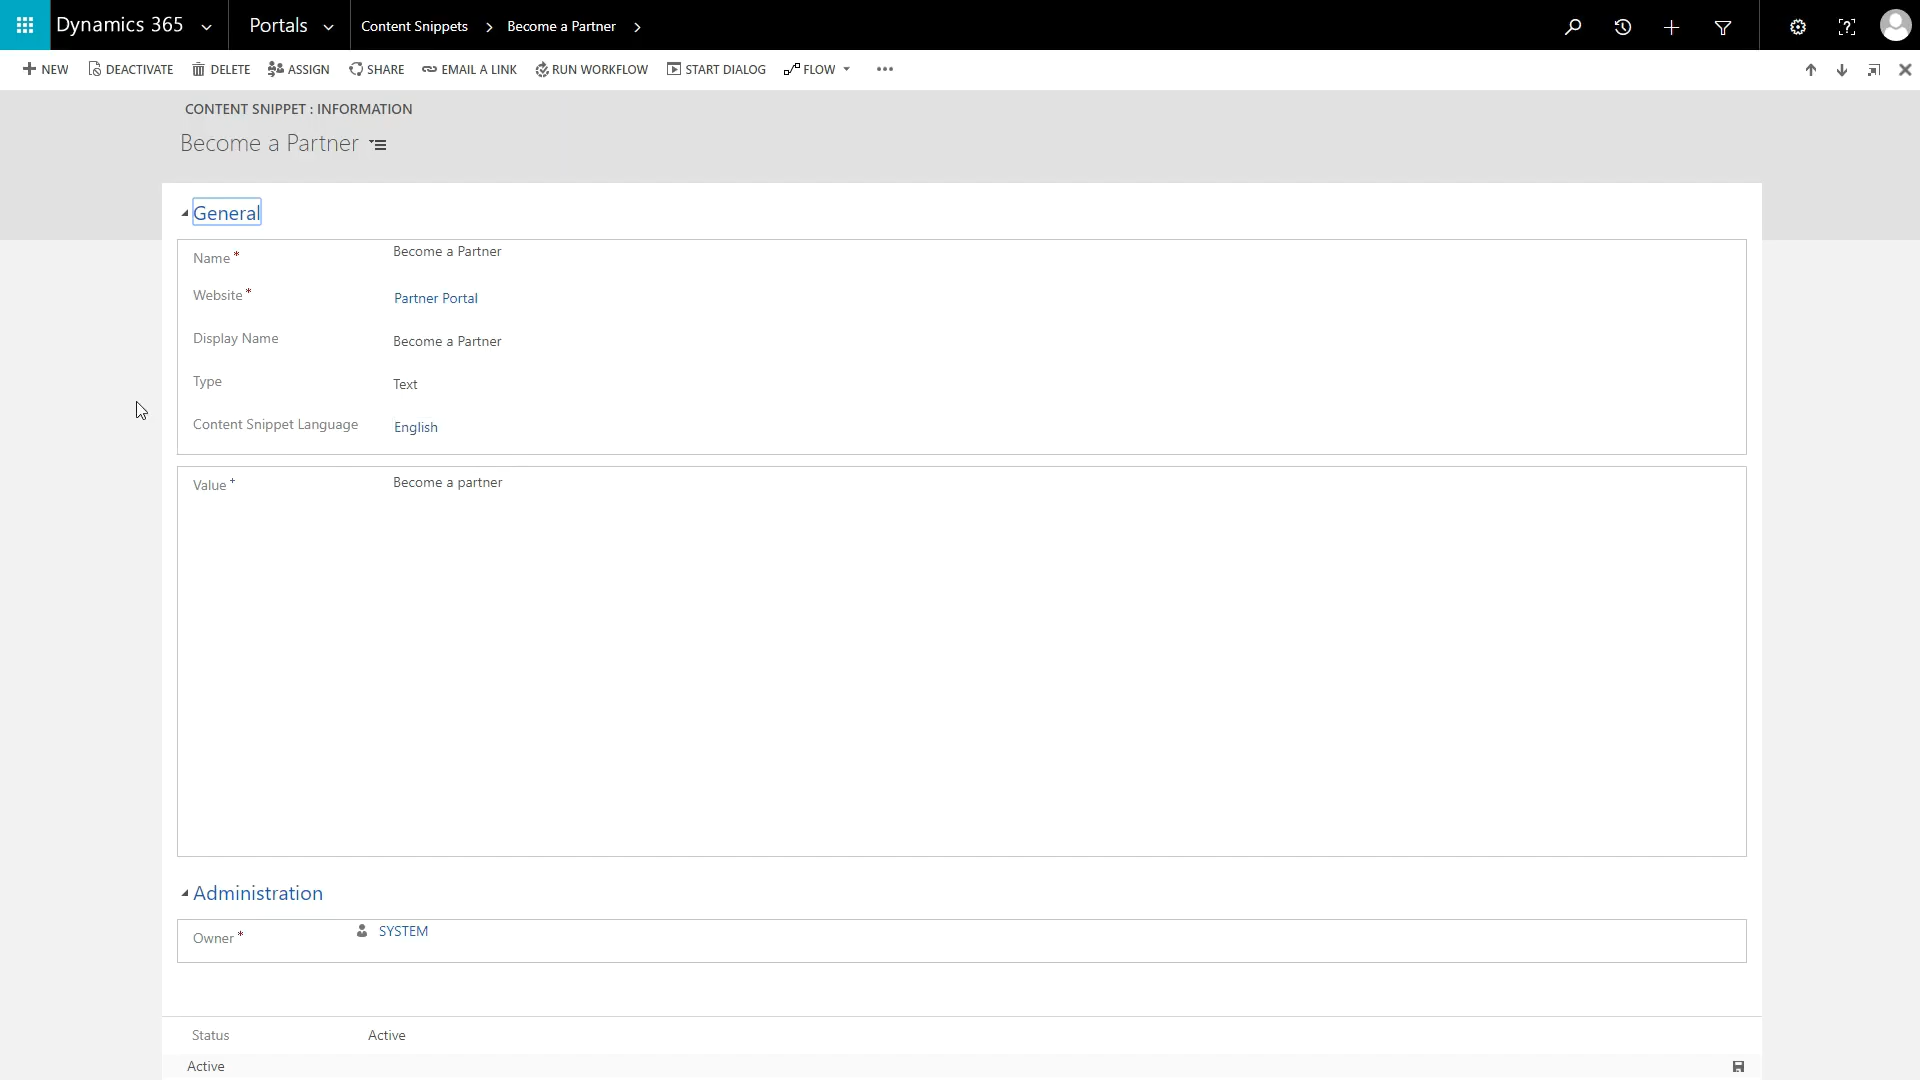 Dynamics 365 Portals Content Snippets Become a Partner
NEW DEACTIVATE DELETE ASSIGN SHARE EMAIL A LINK RUN WORKFLOW START DIALOG FLOW •••
CONTENT SNIPPET : INFORMATION
Become a Partner
General
Name * Become a Partner
Website * Partner Portal
Display Name Become a Partner
Type Text
Content Snippet Language English
Value + Become a partner
Administration
Owner * SYSTEM
Status Active
Active